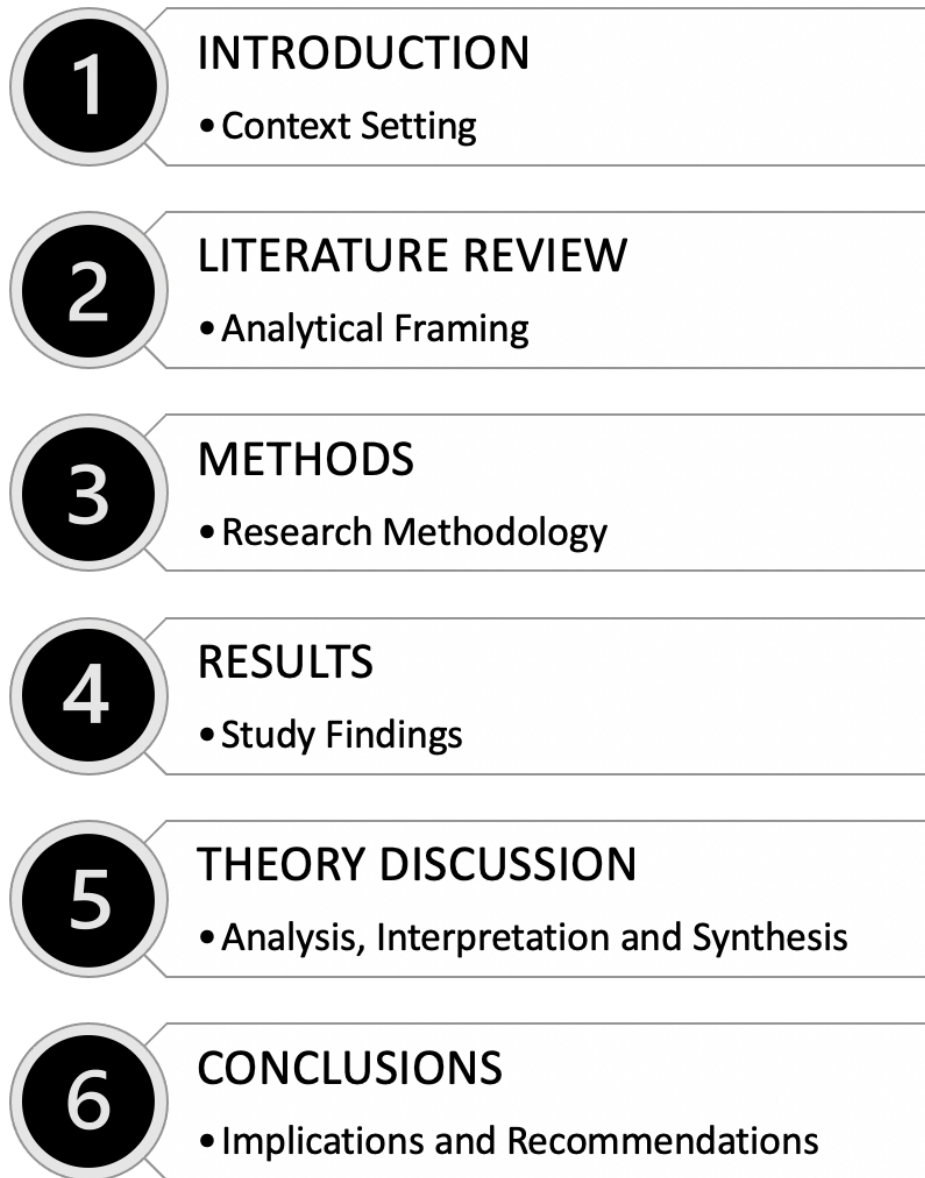 1
INTRODUCTION
• Context Setting
2
LITERATURE REVIEW
• Analytical Framing
3
METHODS
• Research Methodology
4
RESULTS
• Study Findings
5
THEORY DISCUSSION
• Analysis, Interpretation and Synthesis
6
CONCLUSIONS
• Implications and Recommendations